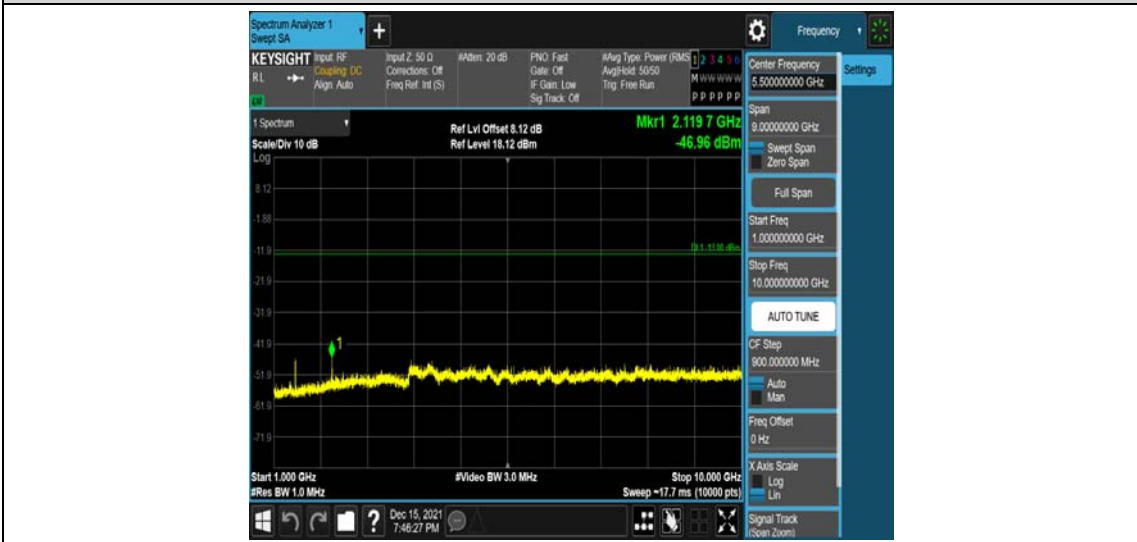 Spectrum Analyzer 1
Swept SA
+
Frequency
KEYSIGHT
RL
Input: RF
Coupling: DC
Align: Auto
Input Z: 50 Ω
Corrections: Off
Freq Ref: Int (S)
#Atten: 20 dB
PNO: Fast
Gate: Off
IF Gain: Low
Sig Track: Off
#Avg Type: Power (RMS
Avg|Hold: 50/50
Trig: Free Run
1 2 3 4 5 6
M W W W W W
P P P P P P
1 Spectrum
Scale/Div 10 dB
Log
Ref Lvl Offset 8.12 dB
Ref Level 18.12 dBm
Mkr1 2.119 7 GHz
-46.96 dBm
8.12
-1.88
-11.9
DL1 -13.00 dBm
-21.9
-31.9
-41.9
1
-51.9
-61.9
-71.9
Start 1.000 GHz
#Res BW 1.0 MHz
#Video BW 3.0 MHz
Stop 10.000 GHz
Sweep ~17.7 ms (10000 pts)
?
Dec 15, 2021
7:46:27 PM
Center Frequency
5.500000000 GHz
Settings
Span
9.00000000 GHz
Swept Span
Zero Span
Full Span
Start Freq
1.000000000 GHz
Stop Freq
10.000000000 GHz
AUTO TUNE
CF Step
900.000000 MHz
Auto
Man
Freq Offset
0 Hz
X Axis Scale
Log
Lin
Signal Track
(Span Zoom)